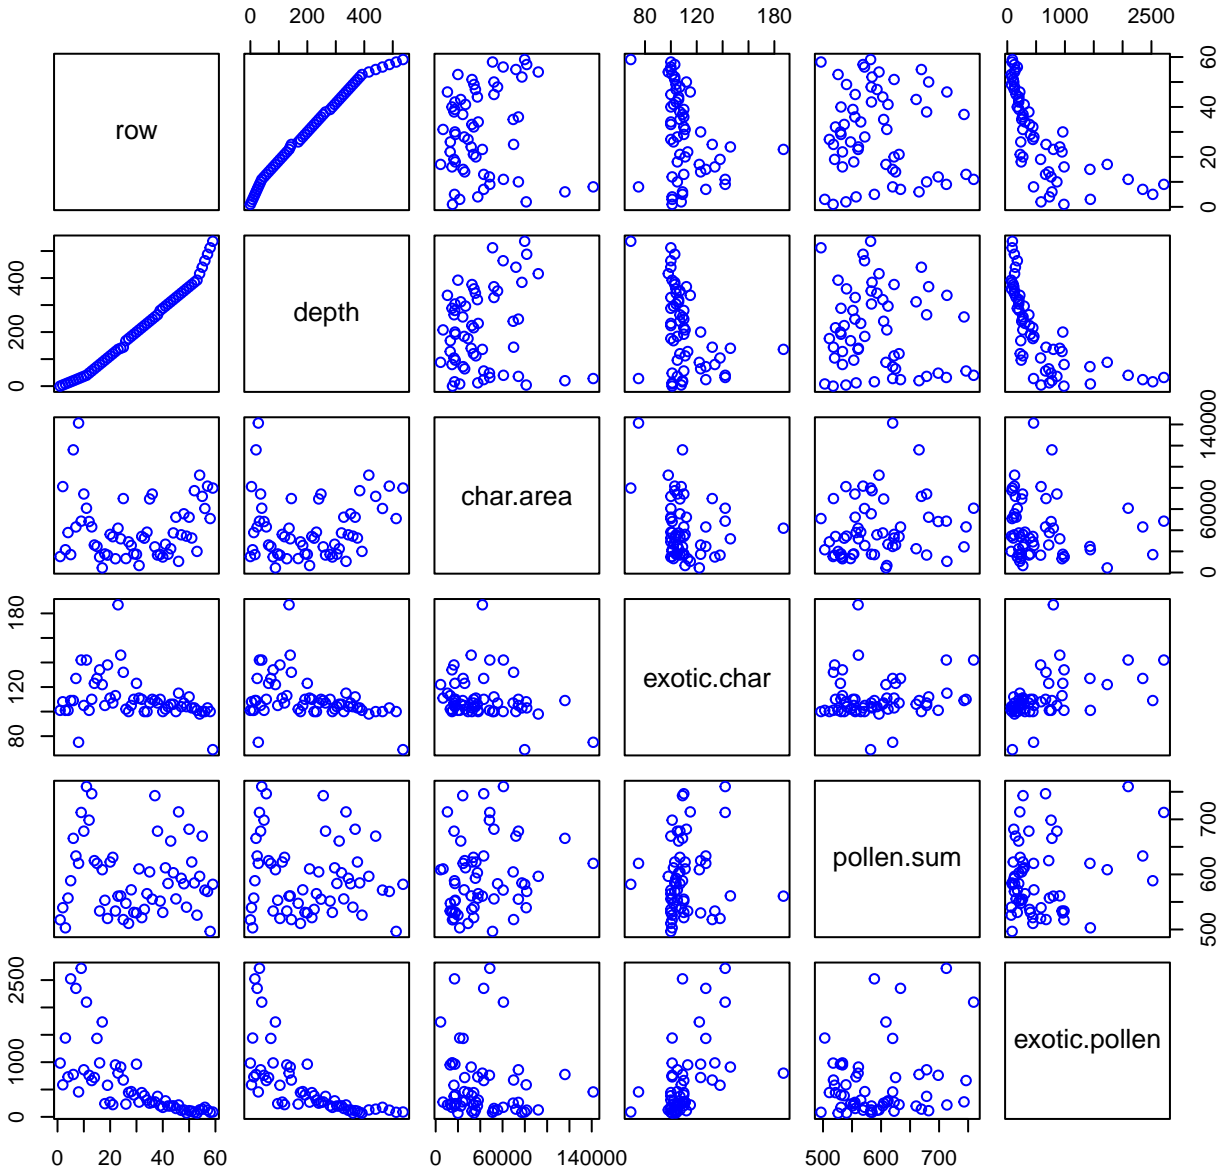 0 200 400 80 120 180 0 1000 2500
row 0 20 40 60
0 200 400 depth
char.area 0 60000 140000
80 120 180 exotic.char
pollen.sum 500 600 700
0 1000 2500 exotic.pollen
0 20 40 60 0 60000 140000 500 600 700